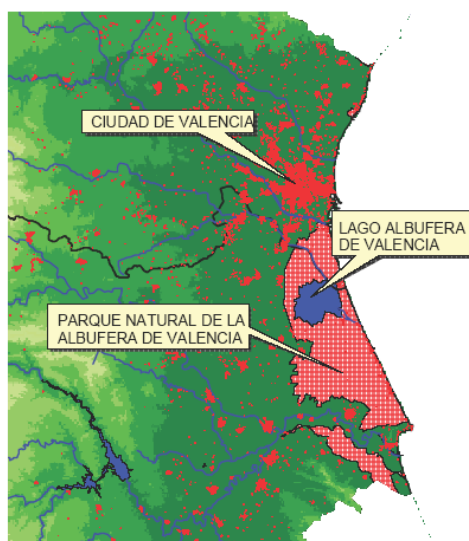 CIUDAD DE VALENCIA
LAGO ALBUFERA
DE VALENCIA
PARQUE NATURAL DE LA
ALBUFERA DE VALENCIA